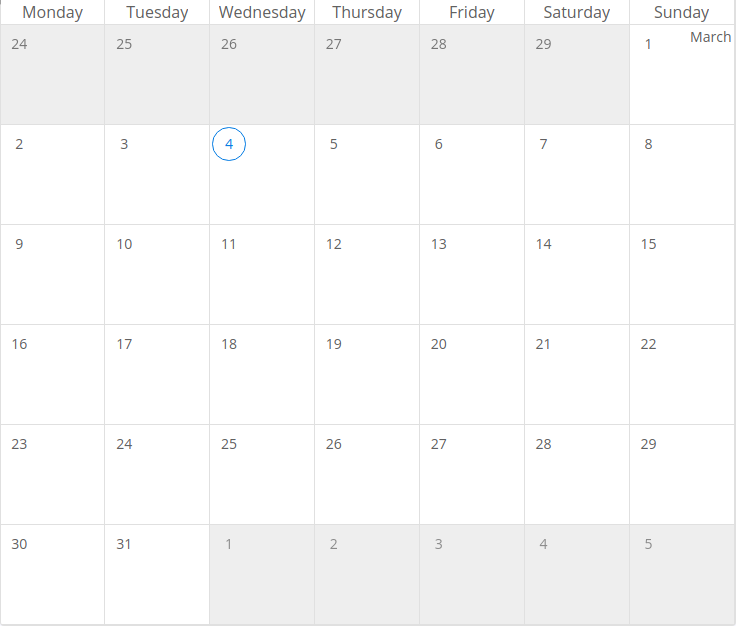 Monday Tuesday Wednesday Thursday Friday Saturday Sunday
March
24 25 26 27 28 29 1
2 3 4 5 6 7 8
9 10 11 12 13 14 15
16 17 18 19 20 21 22
23 24 25 26 27 28 29
30 31 1 2 3 4 5